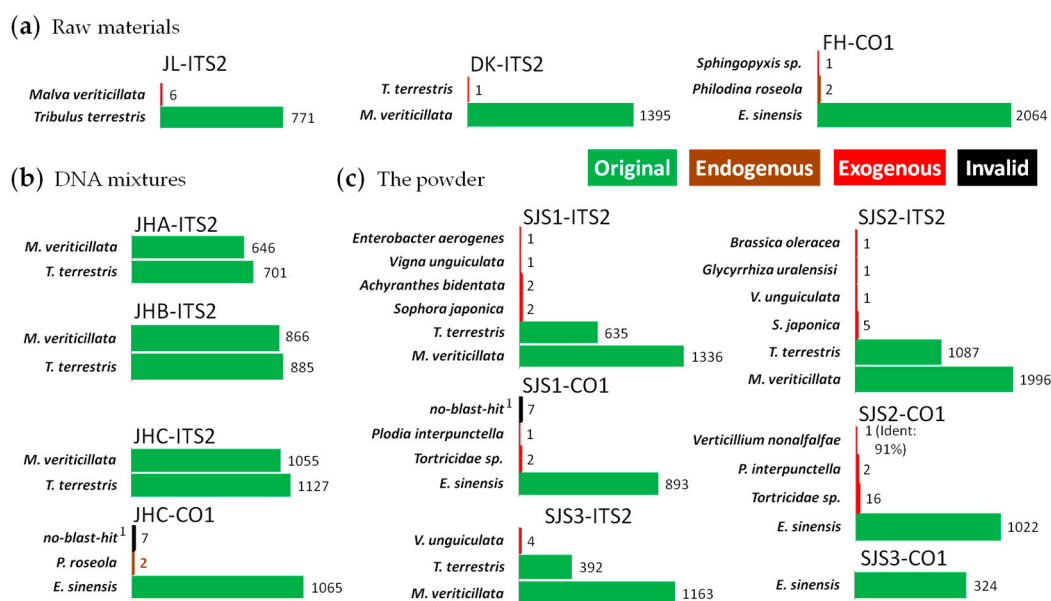 (a) Raw materials
JL-ITS2
Malva veriticillata 6
Tribulus terrestris 771
DK-ITS2
T. terrestris 1
M. veriticillata 1395
FH-CO1
Sphingopyxis sp. 1
Philodina roseola 2
E. sinensis 2064
Original Endogenous Exogenous Invalid
(b) DNA mixtures
JHA-ITS2
M. veriticillata 646
T. terrestris 701
JHB-ITS2
M. veriticillata 866
T. terrestris 885
JHC-ITS2
M. veriticillata 1055
T. terrestris 1127
JHC-CO1
no-blast-hit1 7
P. roseola 2
E. sinensis 1065
(c) The powder
SJS1-ITS2
Enterobacter aerogenes 1
Vigna unguiculata 1
Achyranthes bidentata 2
Sophora japonica 2
T. terrestris 635
M. veriticillata 1336
SJS1-CO1
no-blast-hit1 7
Plodia interpunctella 1
Tortricidae sp. 2
E. sinensis 893
SJS3-ITS2
V. unguiculata 4
T. terrestris 392
M. veriticillata 1163
SJS2-ITS2
Brassica oleracea 1
Glycyrrhiza uralensisi 1
V. unguiculata 1
S. japonica 5
T. terrestris 1087
M. veriticillata 1996
SJS2-CO1
Verticillium nonalfalfae 1 (Ident:
91%)
P. interpunctella 2
Tortricidae sp. 16
E. sinensis 1022
SJS3-CO1
E. sinensis 324